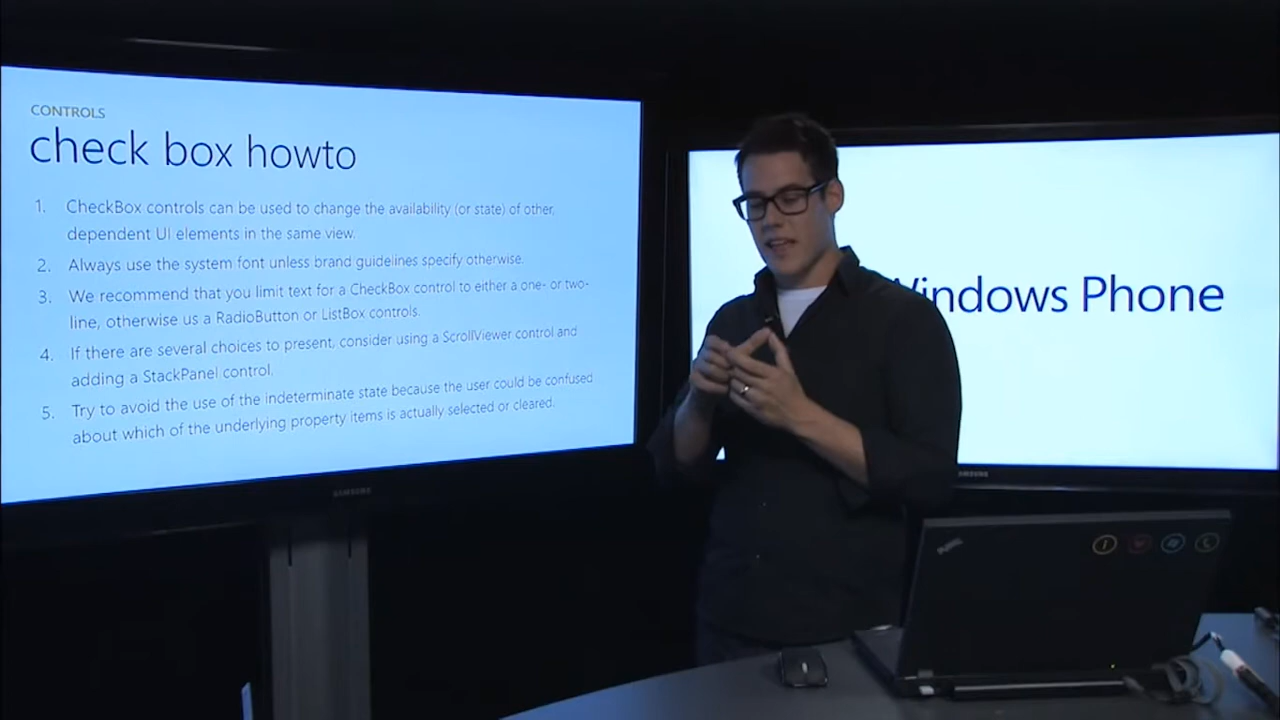 CONTROLS
check box howto
1. CheckBox controls can be used to change the availability (or state) of other,
dependent UI elements in the same view.
2. Always use the system font unless brand guidelines specify otherwise.
3. We recommend that you limit text for a CheckBox control to either a one- or two-
line, otherwise us a RadioButton or ListBox controls.
4. If there are several choices to present, consider using a ScrollViewer control and
adding a StackPanel control.
5. Try to avoid the use of the indeterminate state because the user could be confused
about which of the underlying property items is actually selected or cleared.
SAMSUNG
Windows Phone
SAMSUNG
ThinkPad